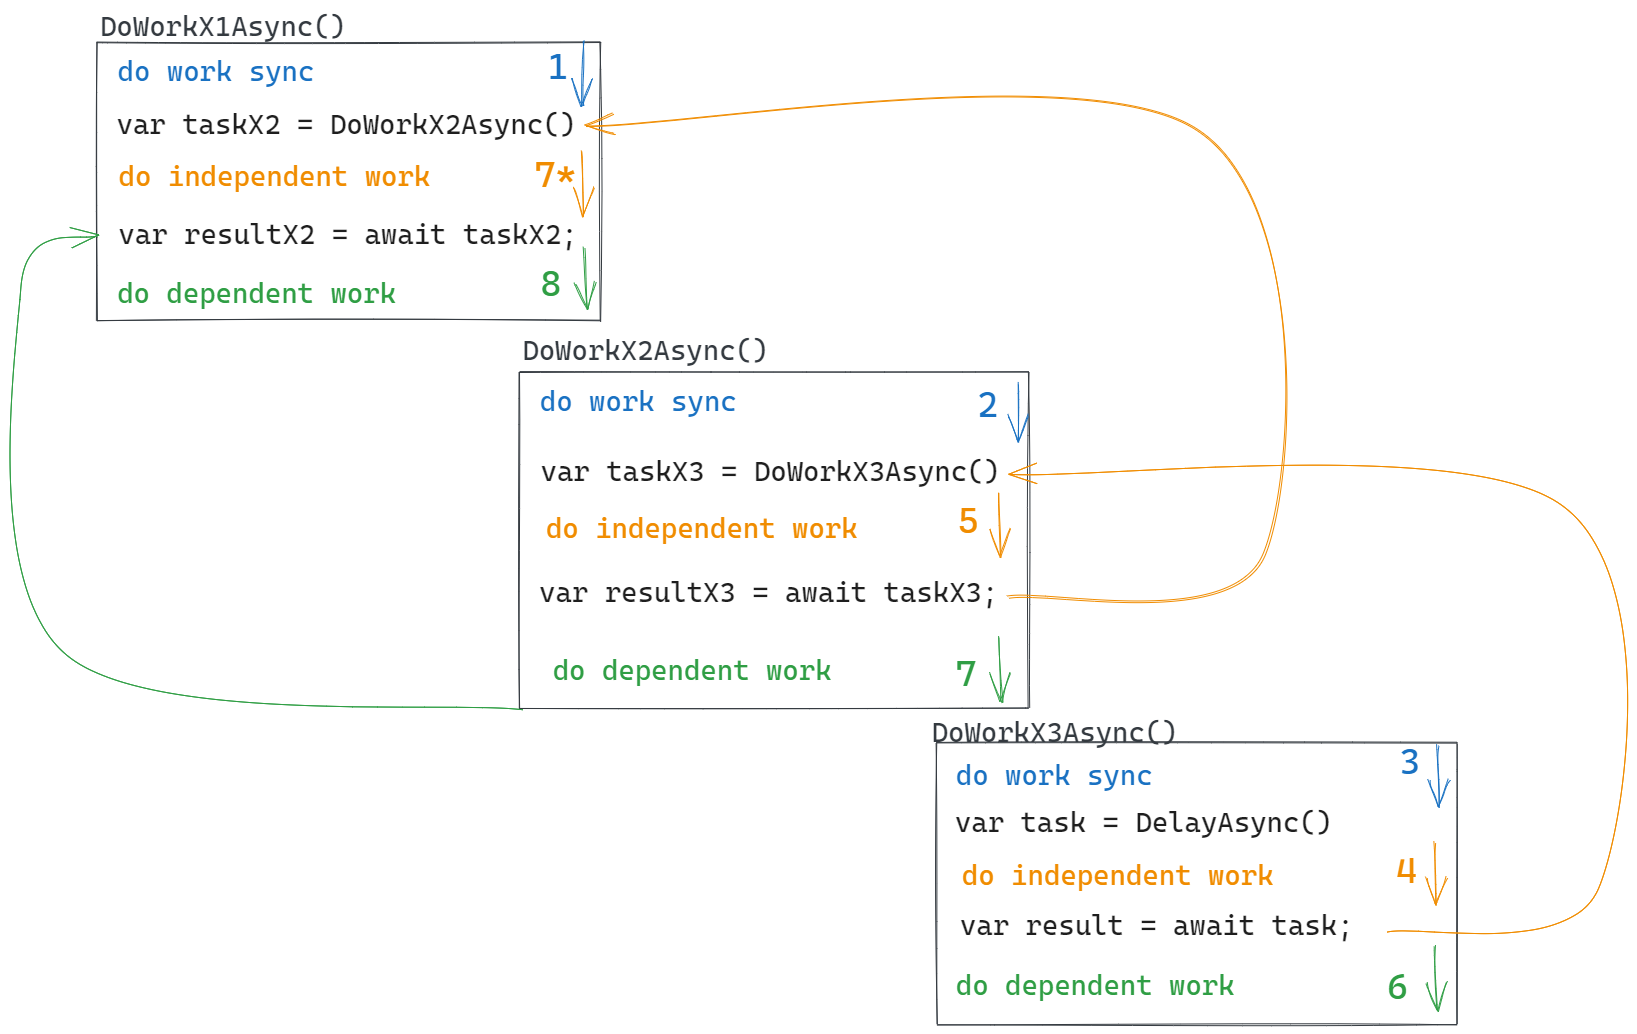 DoWorkX1Async()
do work sync 1
var taskX2 = DoWorkX2Async()
do independent work 7*
var resultX2 = await taskX2;
do dependent work 8
DoWorkX2Async()
do work sync 2
var taskX3 = DoWorkX3Async()
do independent work 5
var resultX3 = await taskX3;
do dependent work 7
DoWorkX3Async()
do work sync 3
var task = DelayAsync()
do independent work 4
var result = await task;
do dependent work 6